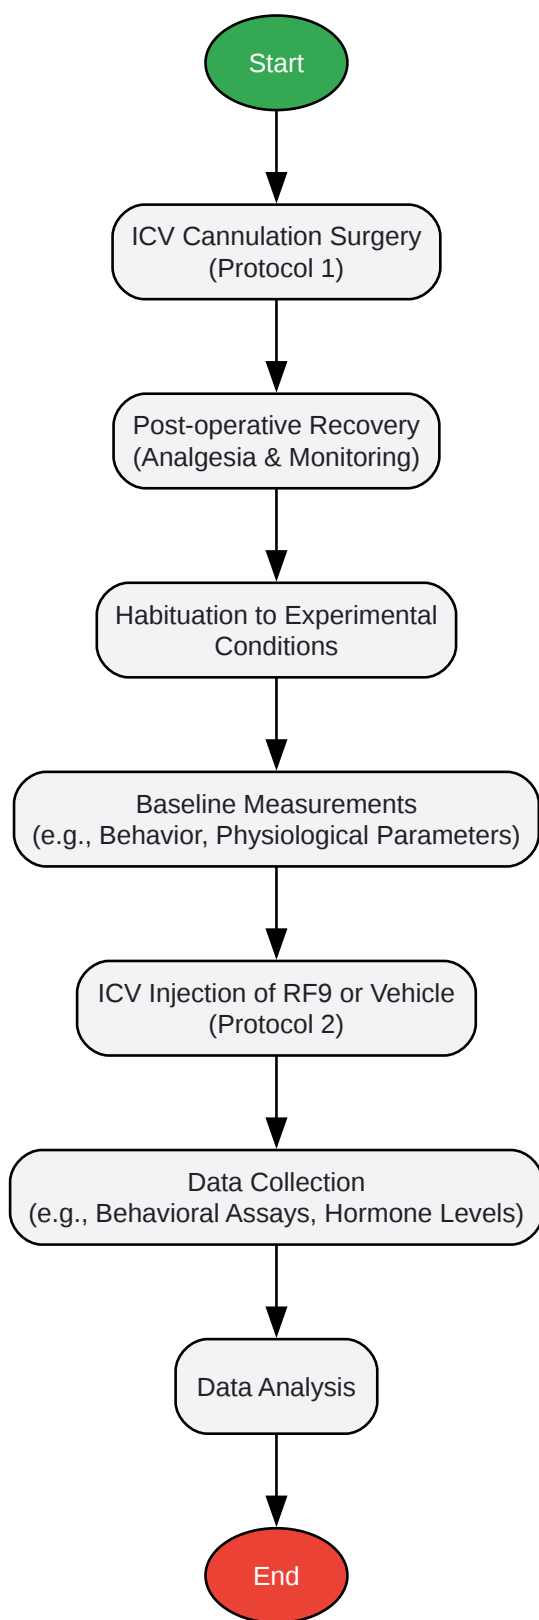 Start
ICV Cannulation Surgery
(Protocol 1)
Post-operative Recovery
(Analgesia & Monitoring)
Habituation to Experimental
Conditions
Baseline Measurements
(e.g., Behavior, Physiological Parameters)
ICV Injection of RF9 or Vehicle
(Protocol 2)
Data Collection
(e.g., Behavioral Assays, Hormone Levels)
Data Analysis
End